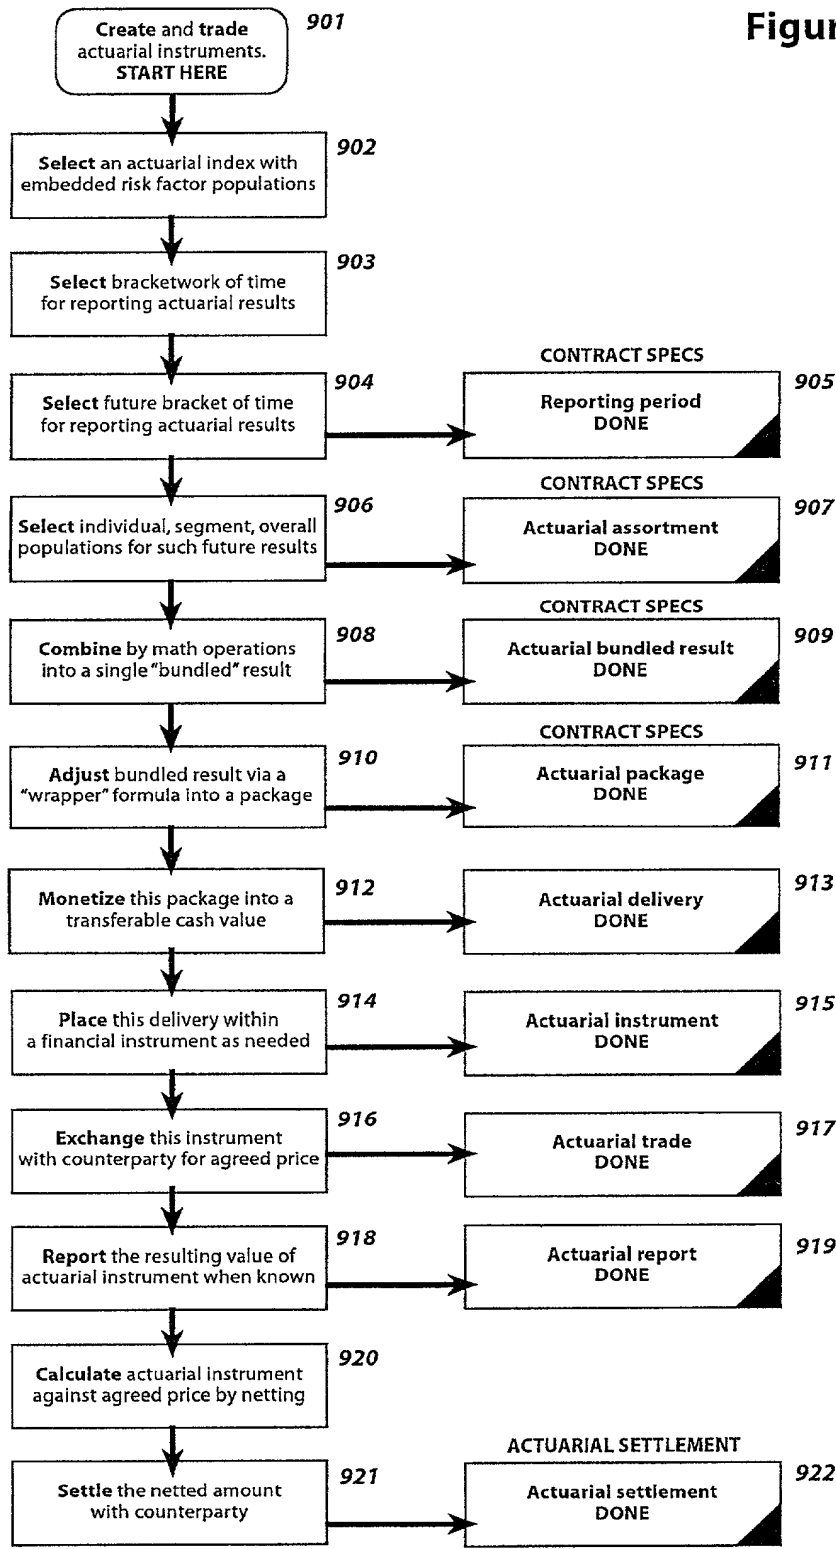 Create and trade
actuarial instruments.
START HERE
901
Select an actuarial index with
embedded risk factor populations
902
Select bracketwork of time
for reporting actuarial results
903
Select future bracket of time
for reporting actuarial results
904
CONTRACT SPECS
Reporting period
DONE
905
Select individual, segment, overall
populations for such future results
906
CONTRACT SPECS
Actuarial assortment
DONE
907
Combine by math operations
into a single "bundled" result
908
CONTRACT SPECS
Actuarial bundled result
DONE
909
Adjust bundled result via a
"wrapper" formula into a package
910
CONTRACT SPECS
Actuarial package
DONE
911
Monetize this package into a
transferable cash value
912
Actuarial delivery
DONE
913
Place this delivery within
a financial instrument as needed
914
Actuarial instrument
DONE
915
Exchange this instrument
with counterparty for agreed price
916
Actuarial trade
DONE
917
Report the resulting value of
actuarial instrument when known
918
Actuarial report
DONE
919
Calculate actuarial instrument
against agreed price by netting
920
Settle the netted amount
with counterparty
921
ACTUARIAL SETTLEMENT
Actuarial settlement
DONE
922